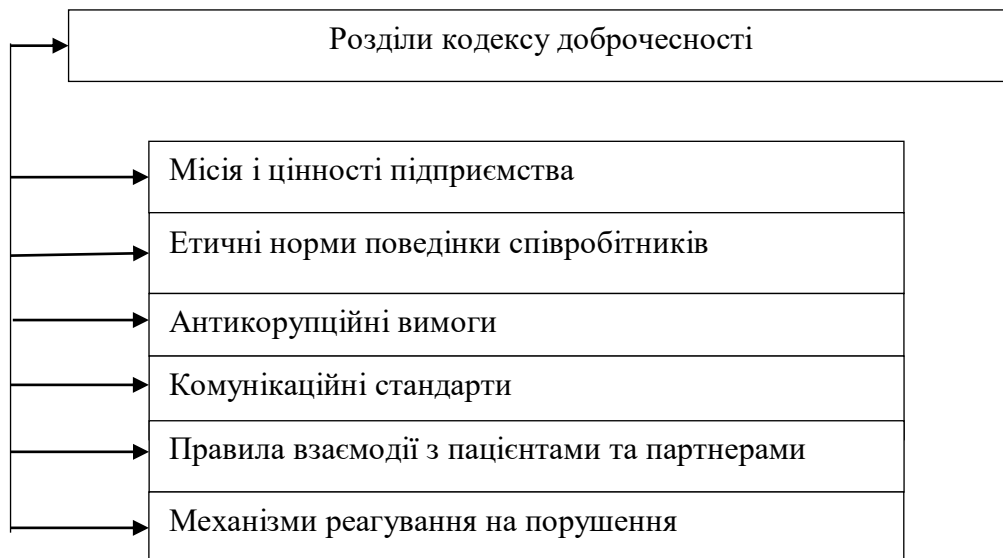 Розділи кодексу доброчесності
Місія і цінності підприємства
Етичні норми поведінки співробітників
Антикорупційні вимоги
Комунікаційні стандарти
Правила взаємодії з пацієнтами та партнерами
Механізми реагування на порушення